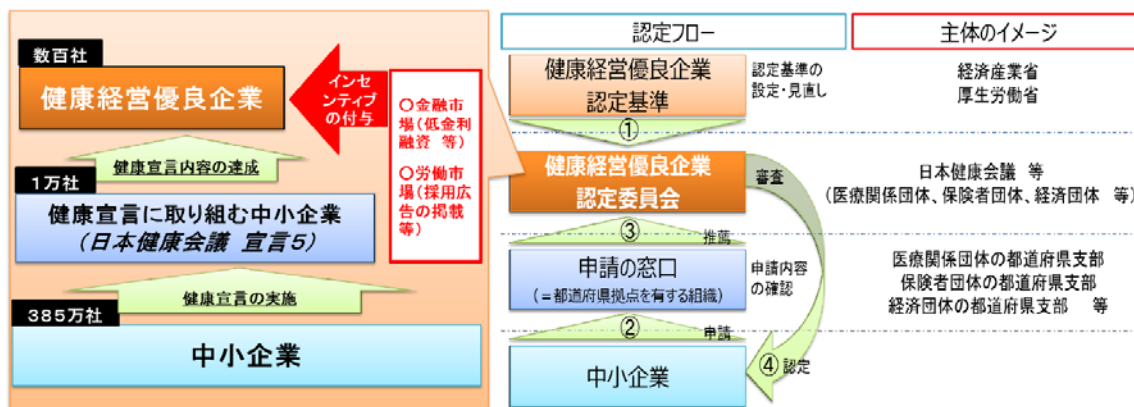 数百社
健康経営優良企業
インセ
ンティブ
の付与
〇金融市
場(低金利
融資 等)
〇労働市
場(採用広
告の掲載
等)
健康宣言内容の達成
1万社
健康宣言に取り組む中小企業
(日本健康会議 宣言5)
健康宣言の実施
385万社
中小企業
認定フロー
主体のイメージ
健康経営優良企業
認定基準
認定基準の
設定・見直し
経済産業省
厚生労働省
①
健康経営優良企業
認定委員会
審査
日本健康会議 等
(医療関係団体、保険者団体、経済団体 等)
③
推薦
申請の窓口
(=都道府県拠点を有する組織)
申請内容
の確認
医療関係団体の都道府県支部
保険者団体の都道府県支部
経済団体の都道府県支部 等
②
申請
中小企業
④認定